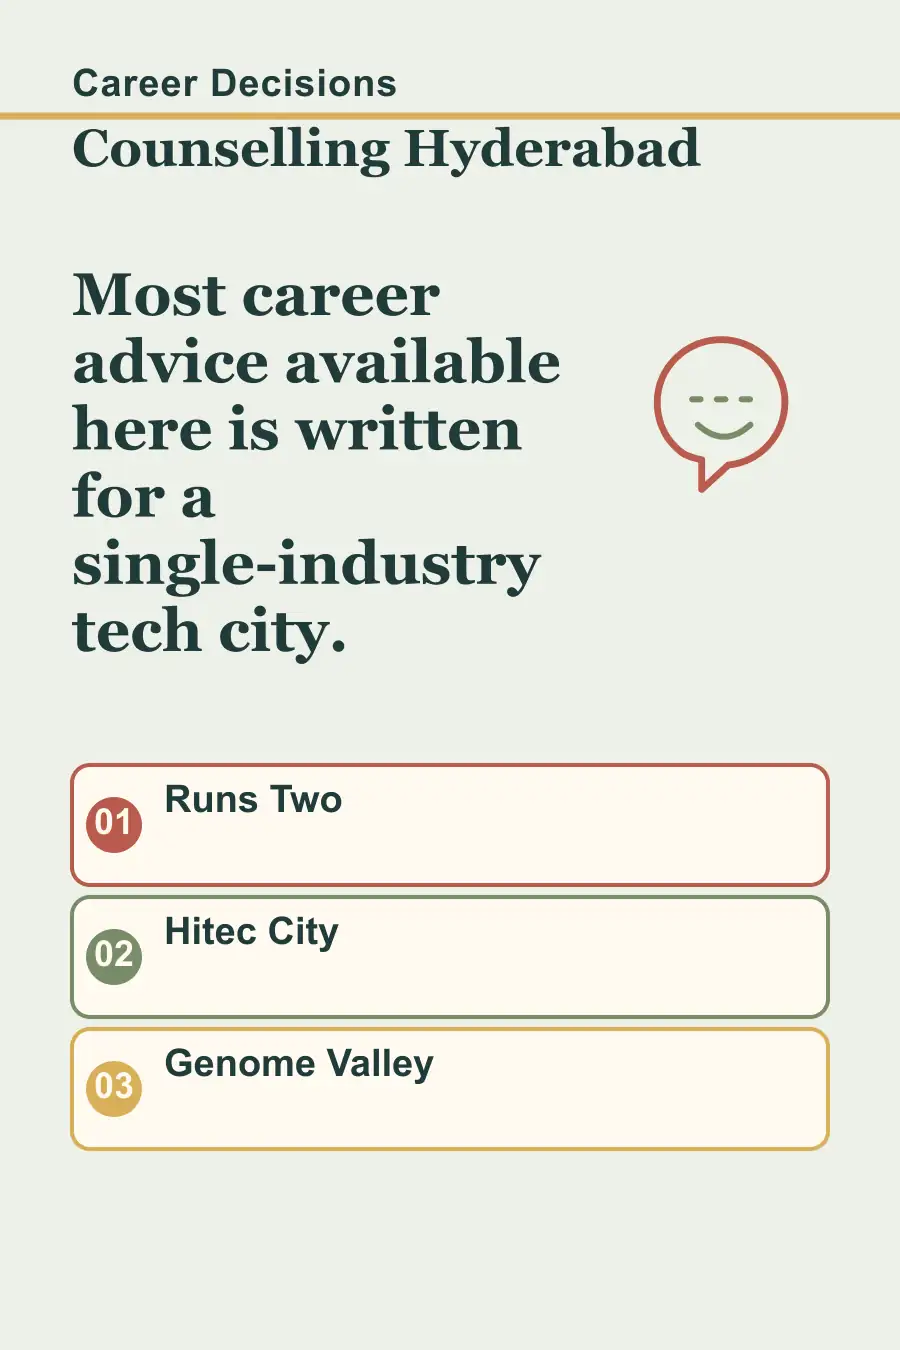 Career Decisions
Counselling Hyderabad
Most career
advice available
here is written
for a
single-industry
tech city.
01
Runs Two
02
Hitec City
03
Genome Valley